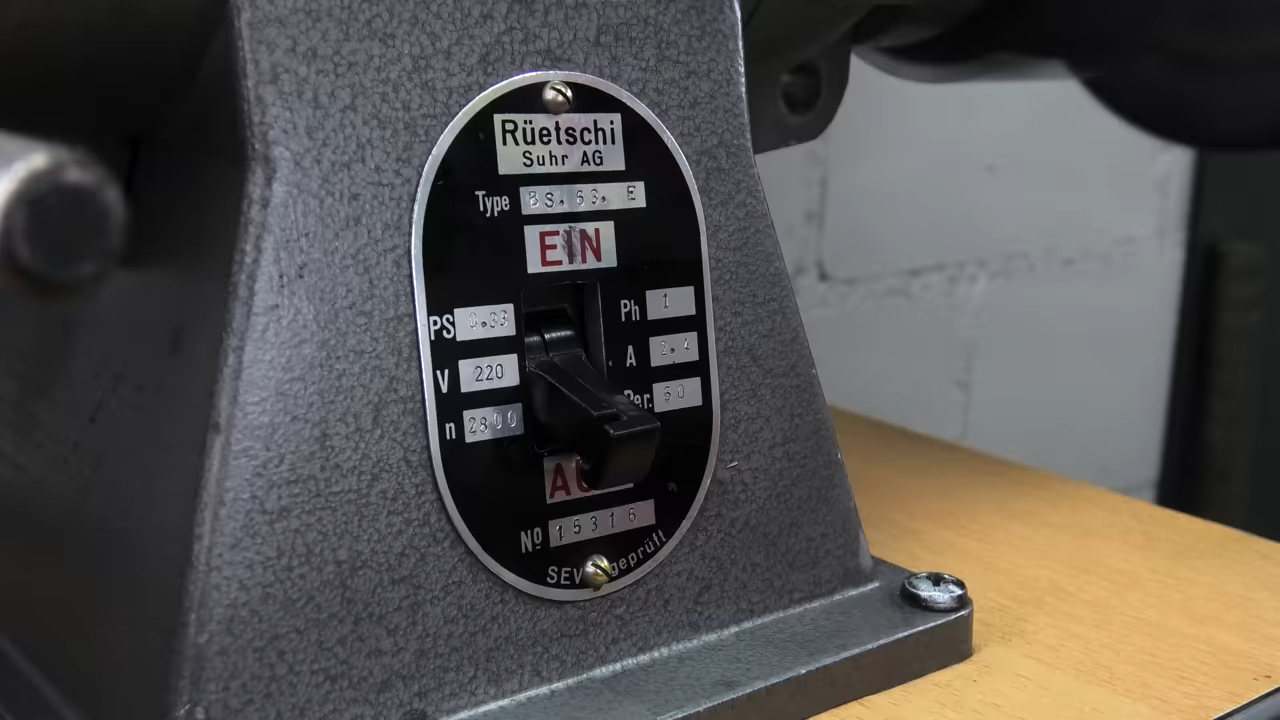 Rüetschi
Suhr AG
Type BS. 63. E
EIN
PS 0.33
Ph 1
V 220
A 2.4
n 2800
Per. 50
AU
Nº 15316
SEV geprüft